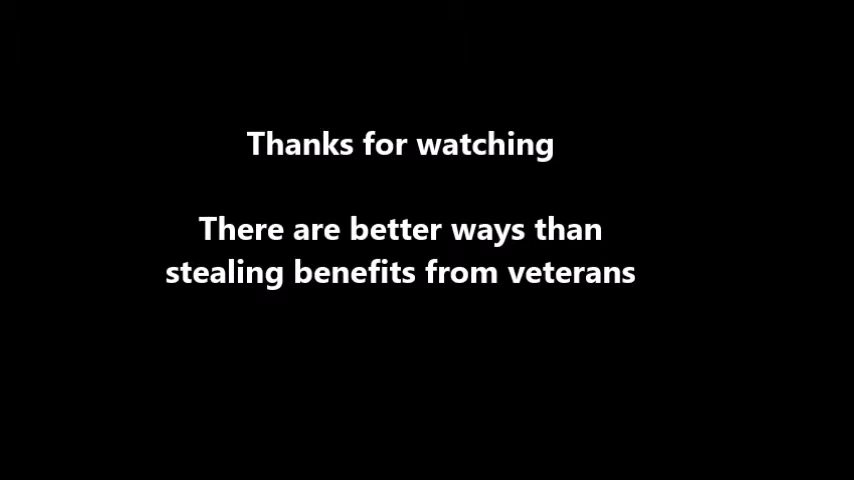 Thanks for watching
There are better ways than
stealing benefits from veterans